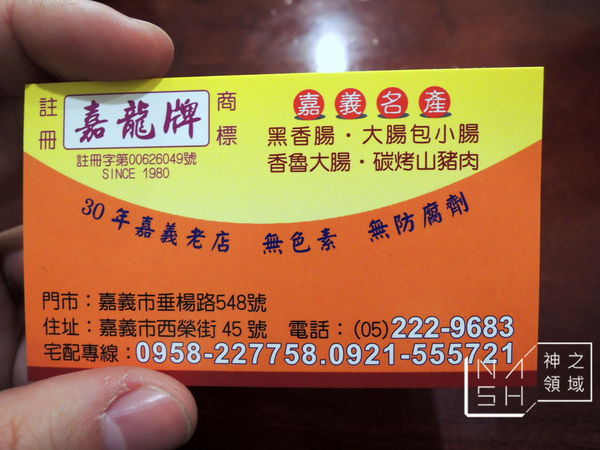 註冊 嘉龍牌 商標
註冊字第00626049號
SINCE 1980
嘉義名產
黑香腸・大腸包小腸
香魯大腸・碳烤山豬肉
30年嘉義老店 無色素 無防腐劑
門市：嘉義市垂楊路548號
住址：嘉義市西榮街45號 電話：(05)222-9683
宅配專線：0958-227758.0921-555721
NASH 神之領域